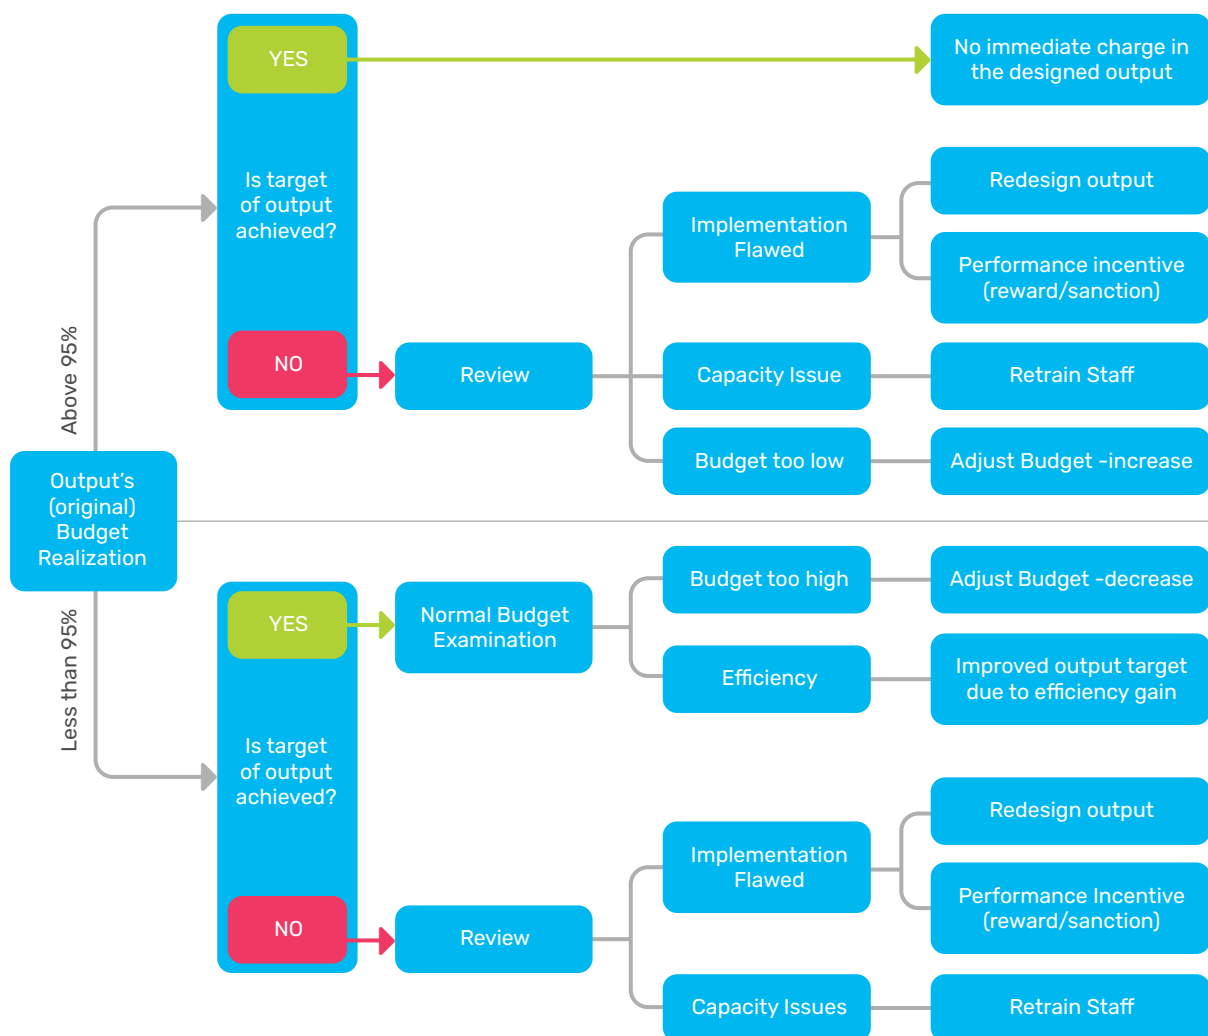 YES
No immediate charge in
the designed output
Is target
of output
achieved?
Redesign output
Implementation
Flawed
Performance incentive
(reward/sanction)
Above 95%
NO
Review
Capacity Issue
Retrain Staff
Budget too low
Adjust Budget -increase
Output's
(original)
Budget
Realization
Budget too high
Adjust Budget -decrease
Less than 95%
YES
Normal Budget
Examination
Efficiency
Improved output target
due to efficiency gain
Is target
of output
achieved?
Redesign output
Implementation
Flawed
Performance Incentive
(reward/sanction)
NO
Review
Capacity Issues
Retrain Staff